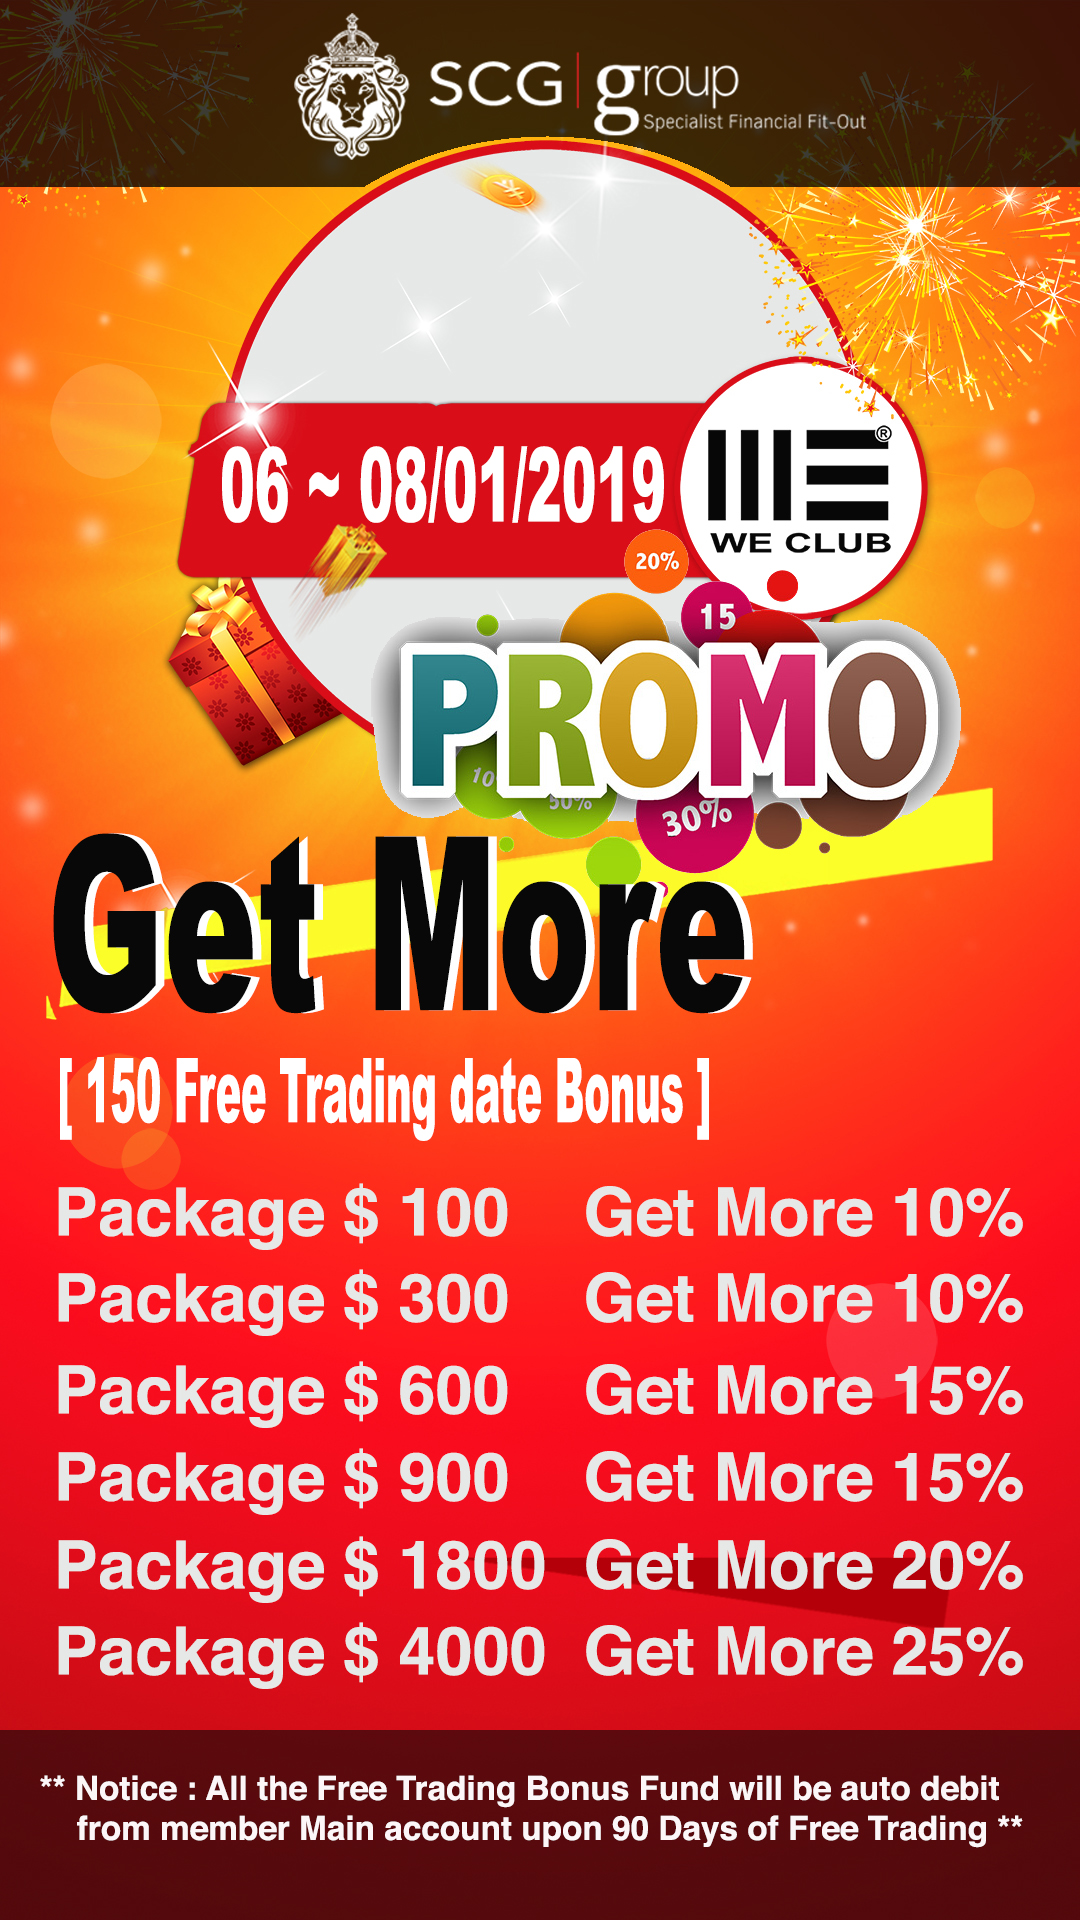 SCG group
Specialist Financial Fit-Out
06 ~ 08/01/2019
®
WE CLUB
20%
15
PROMO
10
50%
30%
Get More
[ 150 Free Trading date Bonus ]
Package $ 100 Get More 10%
Package $ 300 Get More 10%
Package $ 600 Get More 15%
Package $ 900 Get More 15%
Package $ 1800 Get More 20%
Package $ 4000 Get More 25%
** Notice : All the Free Trading Bonus Fund will be auto debit
from member Main account upon 90 Days of Free Trading **